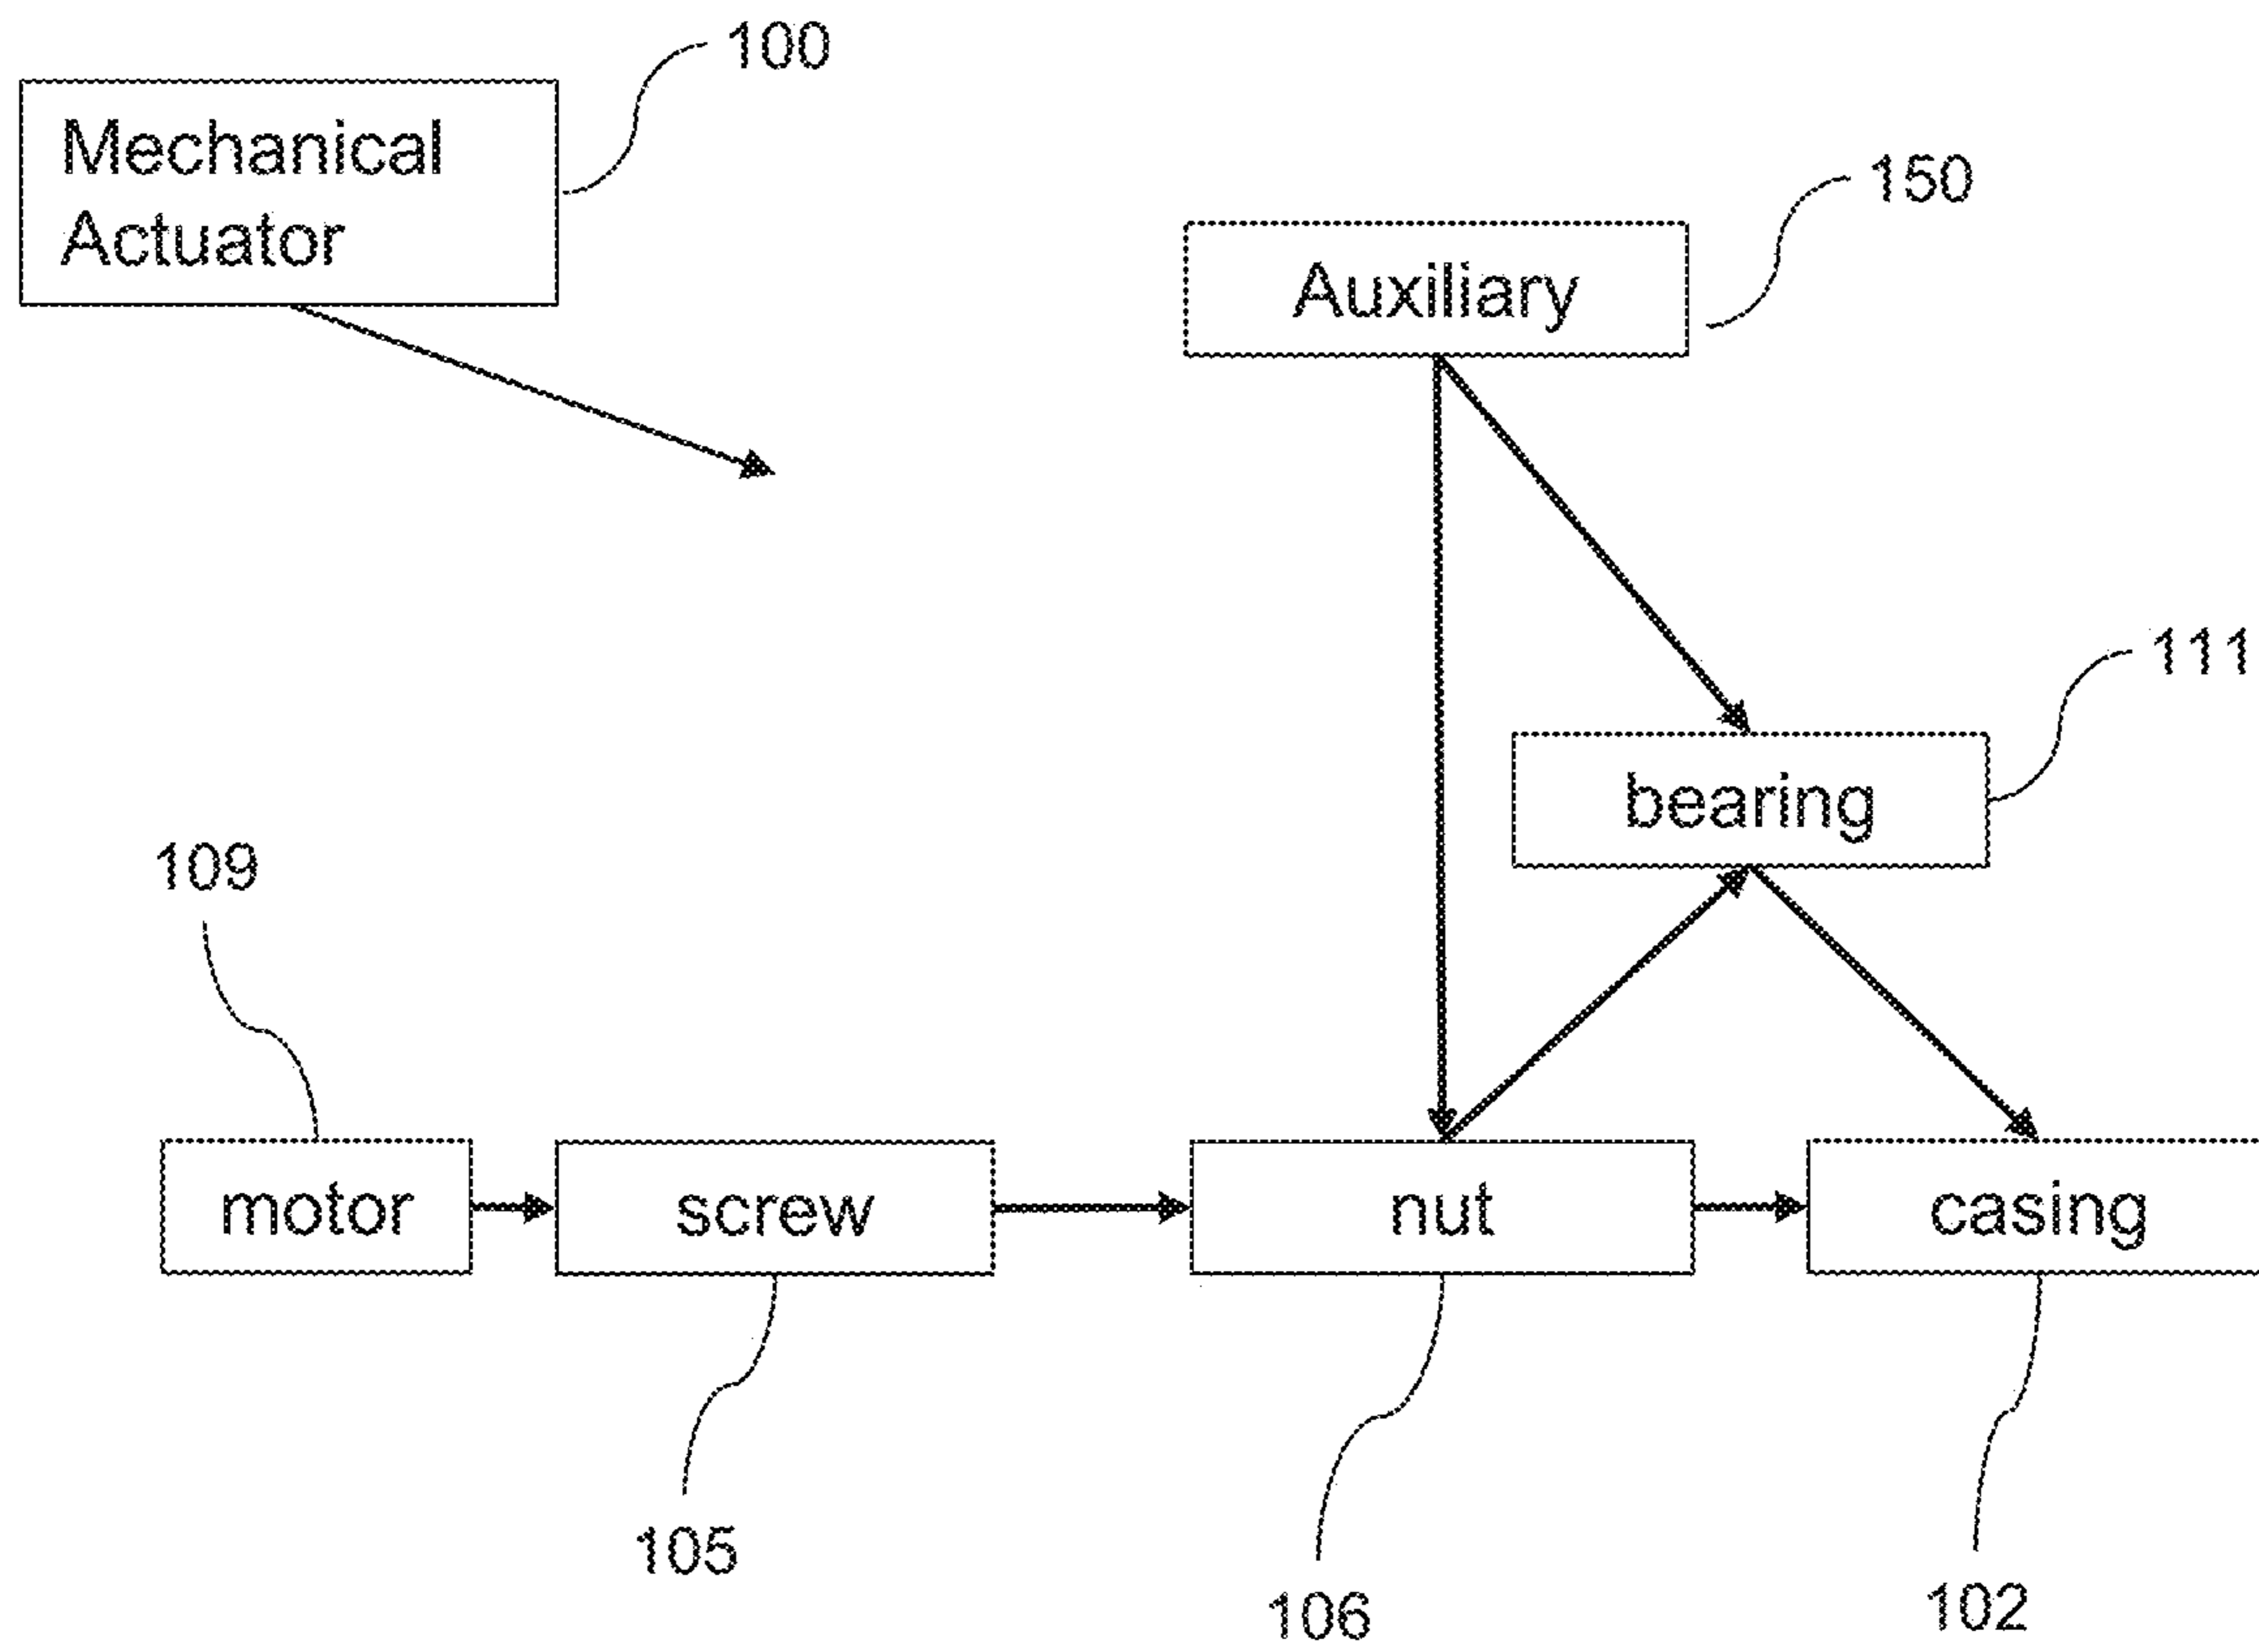 100
Mechanical
Actuator
150
Auxiliary
111
bearing
109
motor
screw
nut
casing
105
106
102